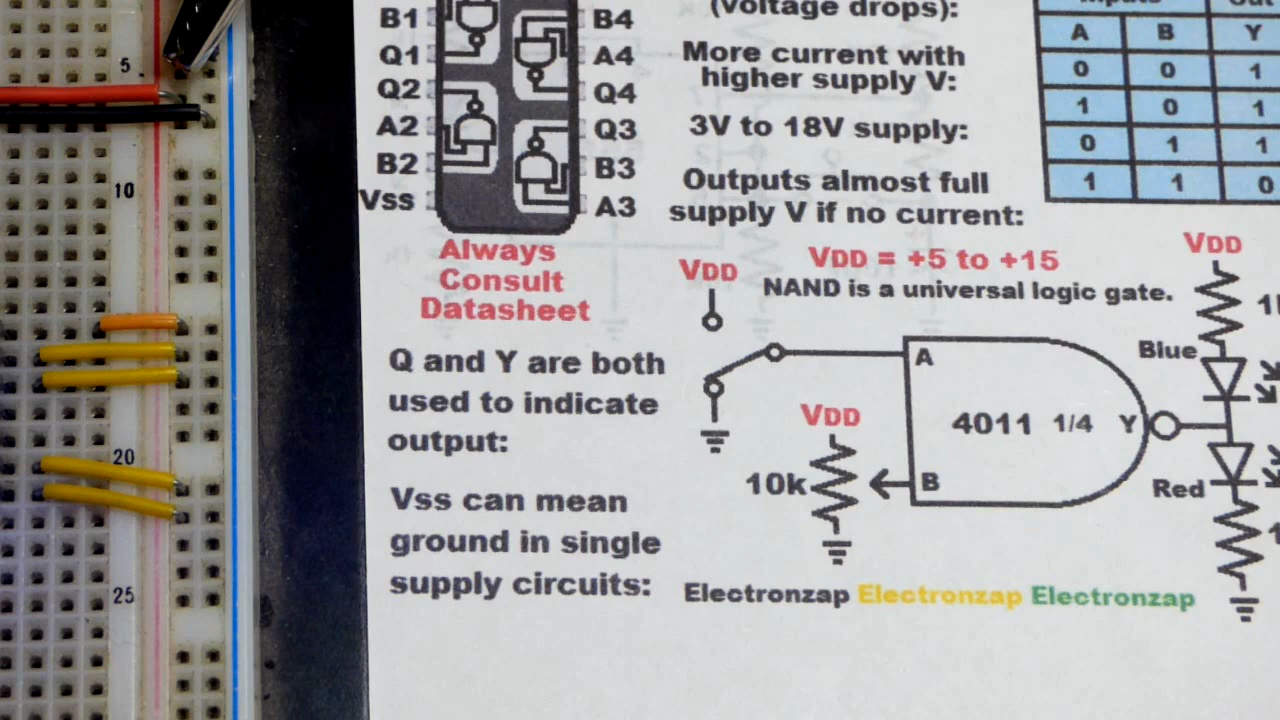 5
10
20
25
B1
Q1
Q2
A2
B2
Vss
B4
A4
Q4
Q3
B3
A3
Always
Consult
Datasheet
Q and Y are both
used to indicate
output:
Vss can mean
ground in single
supply circuits:
(voltage drops):
More current with
higher supply V:
3V to 18V supply:
Outputs almost full
supply V if no current:
A B Y
0 0 1
1 0 1
0 1 1
1 1 0
VDD = +5 to +15
NAND is a universal logic gate.
VDD
VDD
VDD
A
B
4011 1/4 Y
10k
Blue
Red
Electronzap Electronzap Electronzap